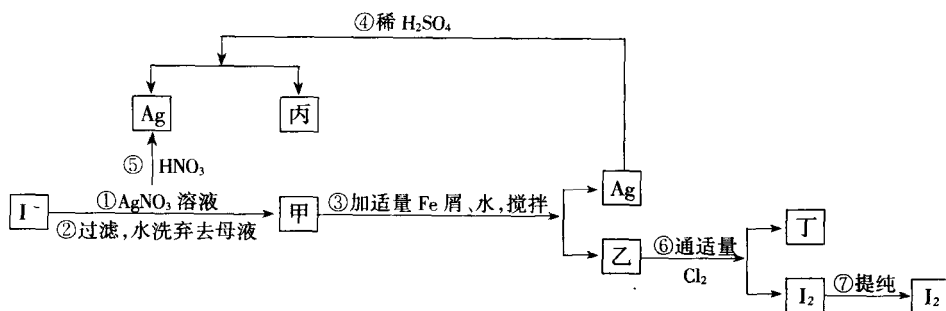 ④稀 H₂SO₄
Ag
丙
⑤ HNO₃
I⁻
①AgNO₃ 溶液
②过滤,水洗弃去母液
甲
③加适量 Fe 屑、水,搅拌
Ag
乙
⑥通适量
Cl₂
丁
I₂
⑦提纯
I₂